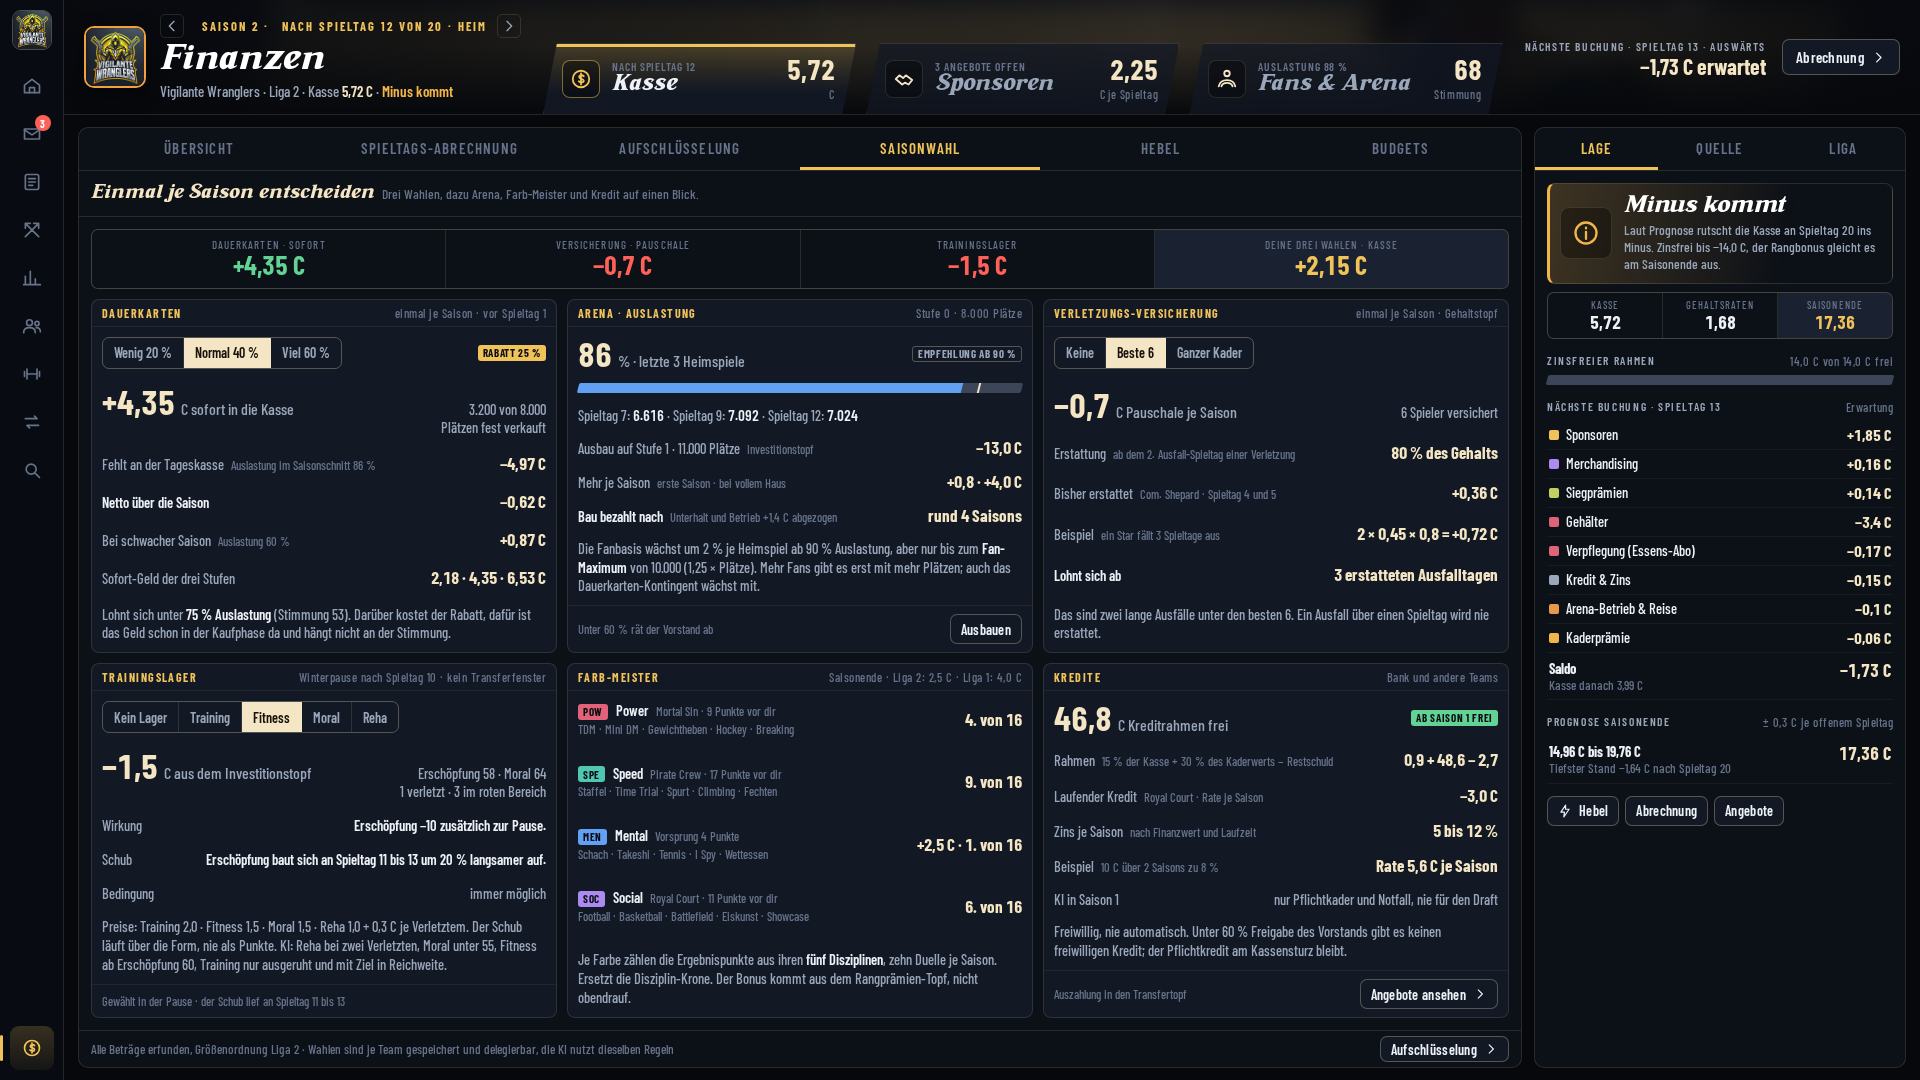 SAISON 2 · NACH SPIELTAG 12 VON 20 · HEIM
Finanzen
Vigilante Wranglers · Liga 2 · Kasse 5,72 C · Minus kommt
NACH SPIELTAG 12
Kasse
5,72
C
3 ANGEBOTE OFFEN
Sponsoren
2,25
C je Spieltag
AUSLASTUNG 88 %
Fans & Arena
68
Stimmung
NÄCHSTE BUCHUNG · SPIELTAG 13 · AUSWÄRTS
−1,73 C erwartet
Abrechnung
3
VIGILANTE WRANGLERS
ÜBERSICHT
SPIELTAGS-ABRECHNUNG
AUFSCHLÜSSELUNG
SAISONWAHL
HEBEL
BUDGETS
Einmal je Saison entscheiden Drei Wahlen, dazu Arena, Farb-Meister und Kredit auf einen Blick.
DAUERKARTEN · SOFORT
+4,35 C
VERSICHERUNG · PAUSCHALE
−0,7 C
TRAININGSLAGER
−1,5 C
DEINE DREI WAHLEN · KASSE
+2,15 C
DAUERKARTEN einmal je Saison · vor Spieltag 1
Wenig 20 % Normal 40 % Viel 60 % RABATT 25 %
+4,35 C sofort in die Kasse 3.200 von 8.000
Plätzen fest verkauft
Fehlt an der Tageskasse Auslastung im Saisonschnitt 86 % −4,97 C
Netto über die Saison −0,62 C
Bei schwacher Saison Auslastung 60 % +0,87 C
Sofort-Geld der drei Stufen 2,18 · 4,35 · 6,53 C
Lohnt sich unter 75 % Auslastung (Stimmung 53). Darüber kostet der Rabatt, dafür ist
das Geld schon in der Kaufphase da und hängt nicht an der Stimmung.
ARENA · AUSLASTUNG Stufe 0 · 8.000 Plätze
86 % · letzte 3 Heimspiele EMPFEHLUNG AB 90 %
Spieltag 7: 6.616 · Spieltag 9: 7.092 · Spieltag 12: 7.024
Ausbau auf Stufe 1 · 11.000 Plätze Investitionstopf −13,0 C
Mehr je Saison erste Saison · bei vollem Haus +0,8 · +4,0 C
Bau bezahlt nach Unterhalt und Betrieb +1,4 C abgezogen rund 4 Saisons
Die Fanbasis wächst um 2 % je Heimspiel ab 90 % Auslastung, aber nur bis zum Fan-
Maximum von 10.000 (1,25 × Plätze). Mehr Fans gibt es erst mit mehr Plätzen; auch das
Dauerkarten-Kontingent wächst mit.
Unter 60 % rät der Vorstand ab Ausbauen
VERLETZUNGS-VERSICHERUNG einmal je Saison · Gehaltstopf
Keine Beste 6 Ganzer Kader
−0,7 C Pauschale je Saison 6 Spieler versichert
Erstattung ab dem 2. Ausfall-Spieltag einer Verletzung 80 % des Gehalts
Bisher erstattet Com. Shepard · Spieltag 4 und 5 +0,36 C
Beispiel ein Star fällt 3 Spieltage aus 2 × 0,45 × 0,8 = +0,72 C
Lohnt sich ab 3 erstatteten Ausfalltagen
Das sind zwei lange Ausfälle unter den besten 6. Ein Ausfall über einen Spieltag wird nie
erstattet.
TRAININGSLAGER Winterpause nach Spieltag 10 · kein Transferfenster
Kein Lager Training Fitness Moral Reha
−1,5 C aus dem Investitionstopf Erschöpfung 58 · Moral 64
1 verletzt · 3 im roten Bereich
Wirkung Erschöpfung −10 zusätzlich zur Pause.
Schub Erschöpfung baut sich an Spieltag 11 bis 13 um 20 % langsamer auf.
Bedingung immer möglich
Preise: Training 2,0 · Fitness 1,5 · Moral 1,5 · Reha 1,0 + 0,3 C je Verletztem. Der Schub
läuft über die Form, nie als Punkte. KI: Reha bei zwei Verletzten, Moral unter 55, Fitness
ab Erschöpfung 60, Training nur ausgeruht und mit Ziel in Reichweite.
Gewählt in der Pause · der Schub lief an Spieltag 11 bis 13
FARB-MEISTER Saisonende · Liga 2: 2,5 C · Liga 1: 4,0 C
POW Power Mortal Sin · 9 Punkte vor dir 4. von 16
TDM · Mini DM · Gewichtheben · Hockey · Breaking
SPE Speed Pirate Crew · 17 Punkte vor dir 9. von 16
Staffel · Time Trial · Spurt · Climbing · Fechten
MEN Mental Vorsprung 4 Punkte +2,5 C · 1. von 16
Schach · Takeshi · Tennis · I Spy · Wettessen
SOC Social Royal Court · 11 Punkte vor dir 6. von 16
Football · Basketball · Battlefield · Eiskunst · Showcase
Je Farbe zählen die Ergebnispunkte aus ihren fünf Disziplinen, zehn Duelle je Saison.
Ersetzt die Disziplin-Krone. Der Bonus kommt aus dem Rangprämien-Topf, nicht
obendrauf.
KREDITE Bank und andere Teams
46,8 C Kreditrahmen frei AB SAISON 1 FREI
Rahmen 15 % der Kasse + 30 % des Kaderwerts − Restschuld 0,9 + 48,6 − 2,7
Laufender Kredit Royal Court · Rate je Saison −3,0 C
Zins je Saison nach Finanzwert und Laufzeit 5 bis 12 %
Beispiel 10 C über 2 Saisons zu 8 % Rate 5,6 C je Saison
KI in Saison 1 nur Pflichtkader und Notfall, nie für den Draft
Freiwillig, nie automatisch. Unter 60 % Freigabe des Vorstands gibt es keinen
freiwilligen Kredit; der Pflichtkredit am Kassensturz bleibt.
Auszahlung in den Transfertopf Angebote ansehen
Alle Beträge erfunden, Größenordnung Liga 2 · Wahlen sind je Team gespeichert und delegierbar, die KI nutzt dieselben Regeln Aufschlüsselung
LAGE QUELLE LIGA
Minus kommt
Laut Prognose rutscht die Kasse an Spieltag 20 ins
Minus. Zinsfrei bis −14,0 C, der Rangbonus gleicht es
am Saisonende aus.
KASSE
5,72
GEHALTSRATEN
1,68
SAISONENDE
17,36
ZINSFREIER RAHMEN 14,0 C von 14,0 C frei
NÄCHSTE BUCHUNG · SPIELTAG 13 Erwartung
Sponsoren +1,85 C
Merchandising +0,16 C
Siegprämien +0,14 C
Gehälter −3,4 C
Verpflegung (Essens-Abo) −0,17 C
Kredit & Zins −0,15 C
Arena-Betrieb & Reise −0,1 C
Kaderprämie −0,06 C
Saldo −1,73 C
Kasse danach 3,99 C
PROGNOSE SAISONENDE ± 0,3 C je offenem Spieltag
14,96 C bis 19,76 C 17,36 C
Tiefster Stand −1,64 C nach Spieltag 20
Hebel Abrechnung Angebote